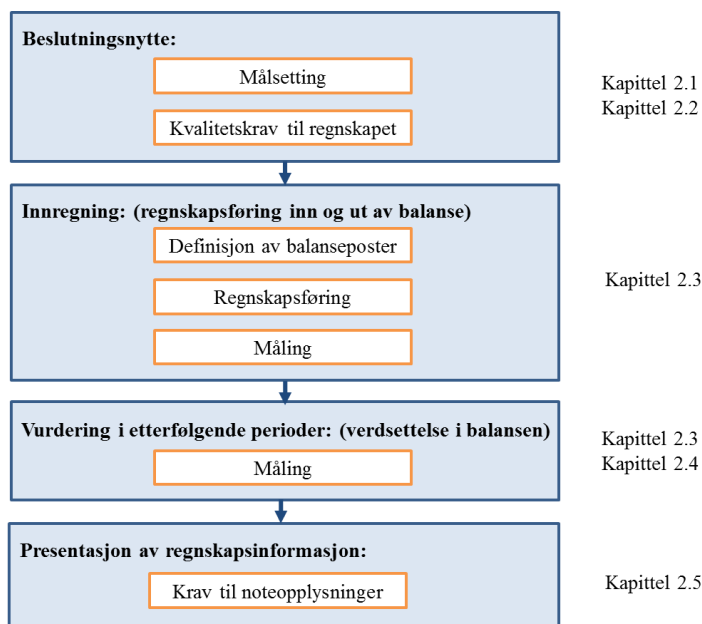 Beslutningsnytte:
Målsetting
Kapittel 2.1
Kapittel 2.2
Kvalitetskrav til regnskapet
Innregning: (regnskapsføring inn og ut av balanse)
Definisjon av balanseposter
Regnskapsføring
Kapittel 2.3
Måling
Vurdering i etterfølgende perioder: (verdsettelse i balansen)
Måling
Kapittel 2.3
Kapittel 2.4
Presentasjon av regnskapsinformasjon:
Krav til noteopplysninger
Kapittel 2.5